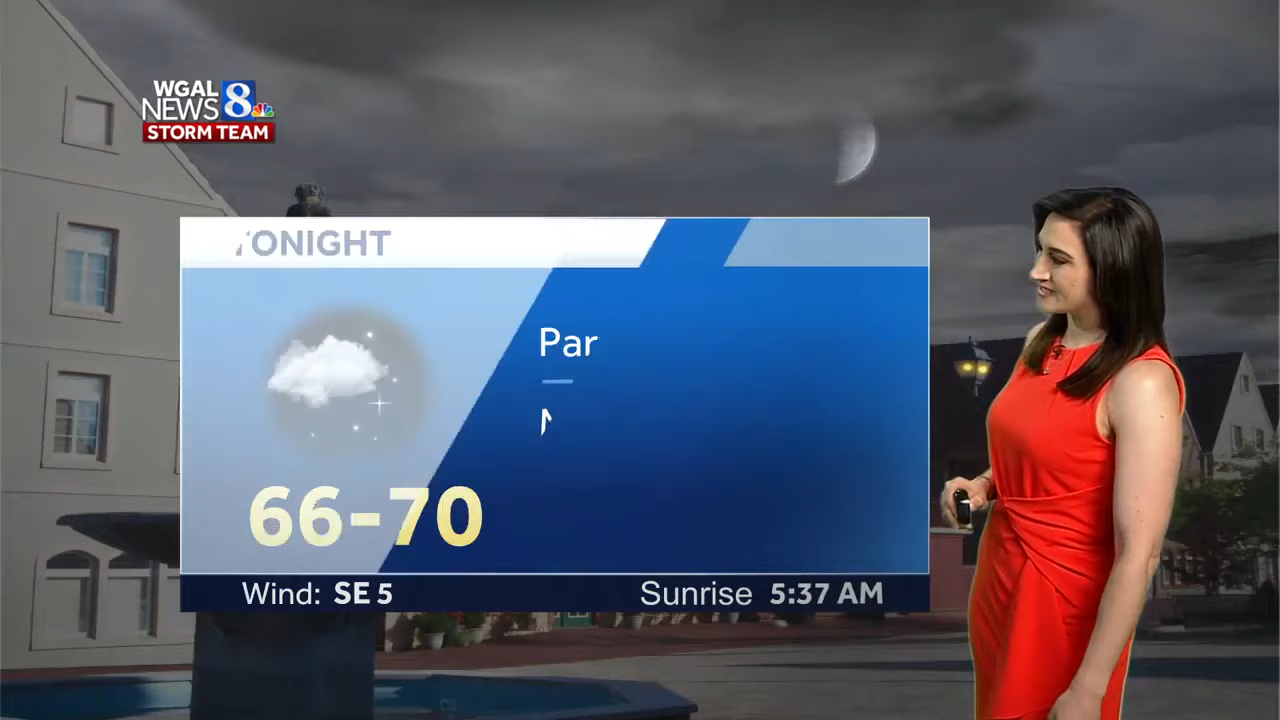 WGAL
NEWS 8
STORM TEAM
TONIGHT
Par
66-70
Wind: SE 5
Sunrise 5:37 AM